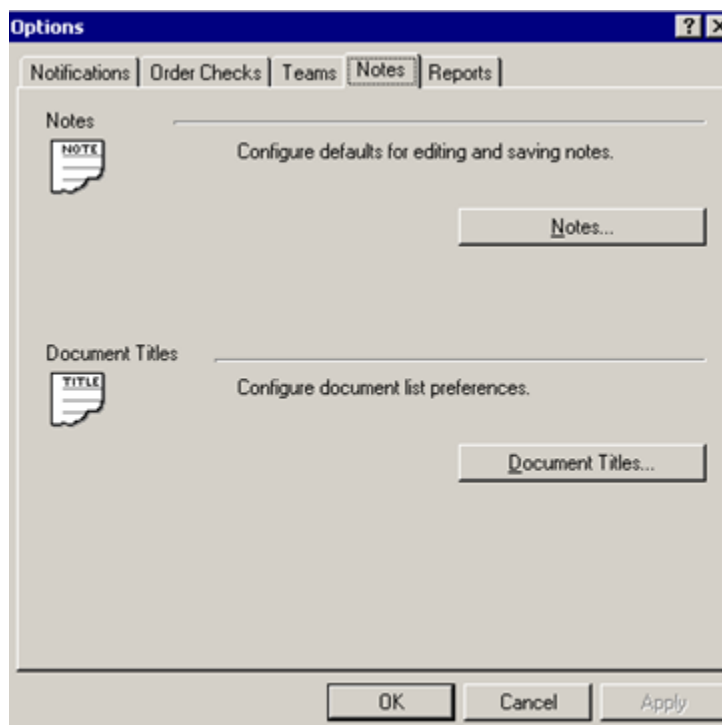 Options
Notifications Order Checks Teams Notes Reports
Notes
NOTE
Configure defaults for editing and saving notes.
Notes...
Document Titles
TITLE
Configure document list preferences.
Document Titles...
OK Cancel Apply